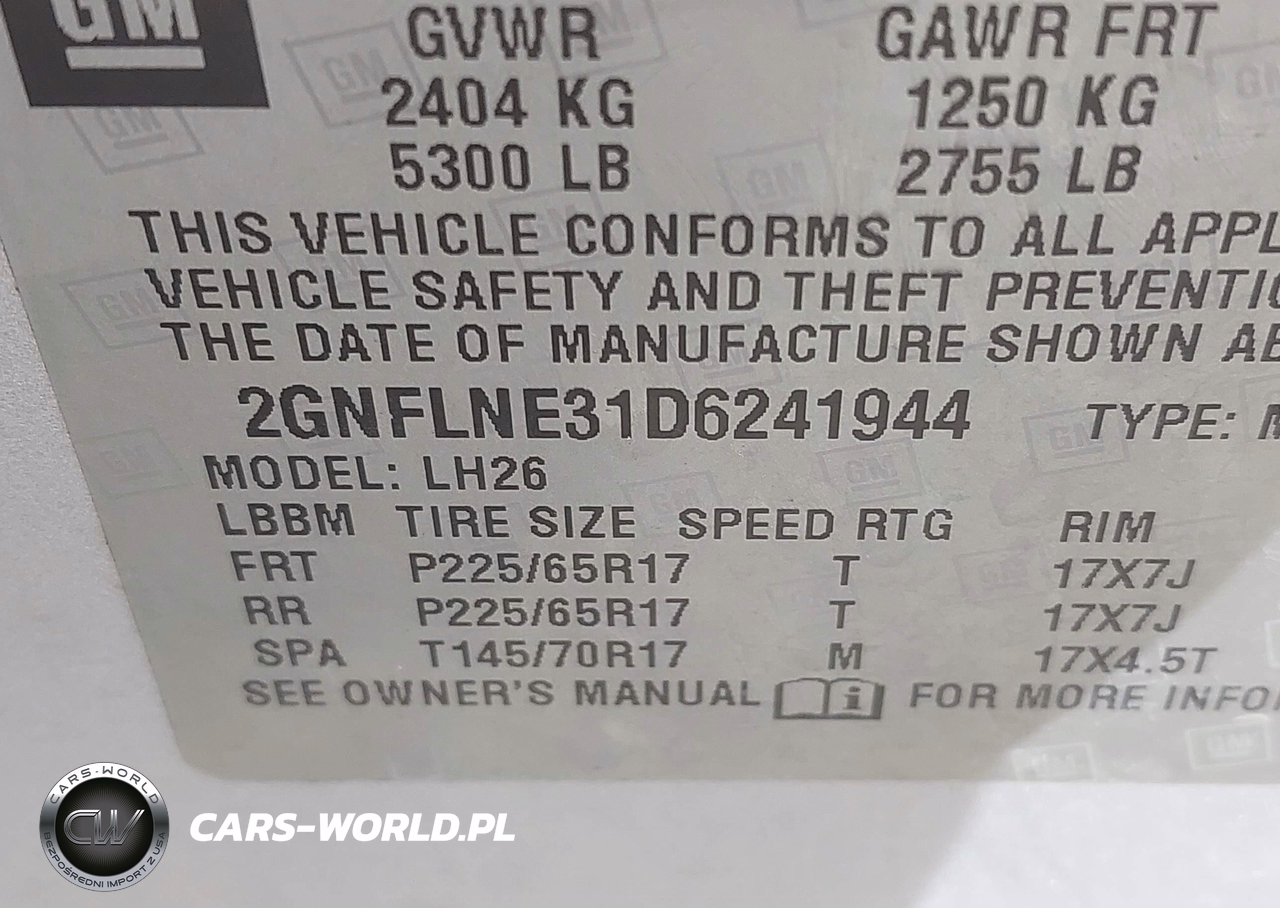 GM
GVWR GAWR FRT
2404 KG 1250 KG
5300 LB 2755 LB
THIS VEHICLE CONFORMS TO ALL APPL
VEHICLE SAFETY AND THEFT PREVENTI
THE DATE OF MANUFACTURE SHOWN AB
2GNFLNE31D6241944 TYPE: M
MODEL: LH26
LBBM TIRE SIZE SPEED RTG RIM
FRT P225/65R17 T 17X7J
RR P225/65R17 T 17X7J
SPA T145/70R17 M 17X4.5T
SEE OWNER'S MANUAL i FOR MORE INFO
CARS-WORLD
CW
BEZPOŚREDNI IMPORT Z USA
CARS-WORLD.PL